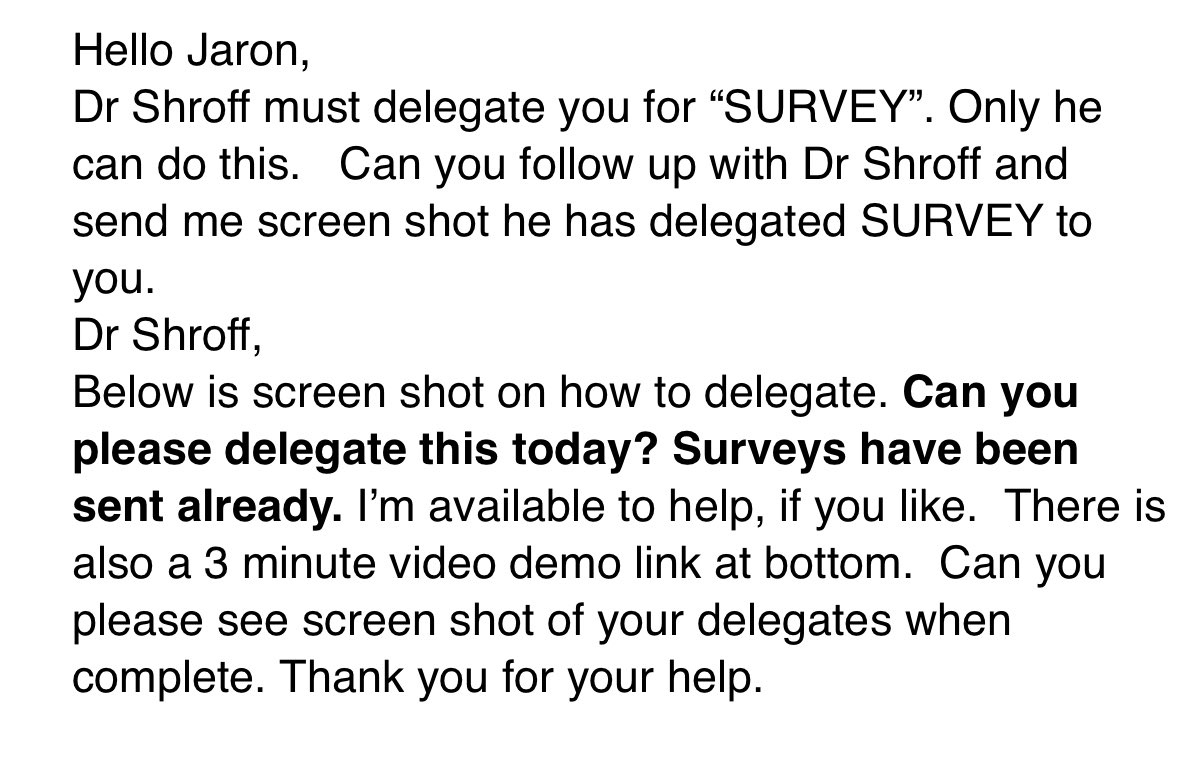 Hello Jaron,
Dr Shroff must delegate you for “SURVEY”. Only he
can do this.   Can you follow up with Dr Shroff and
send me screen shot he has delegated SURVEY to
you.
Dr Shroff,
Below is screen shot on how to delegate. Can you
please delegate this today? Surveys have been
sent already. I’m available to help, if you like.  There is
also a 3 minute video demo link at bottom.  Can you
please see screen shot of your delegates when
complete. Thank you for your help.